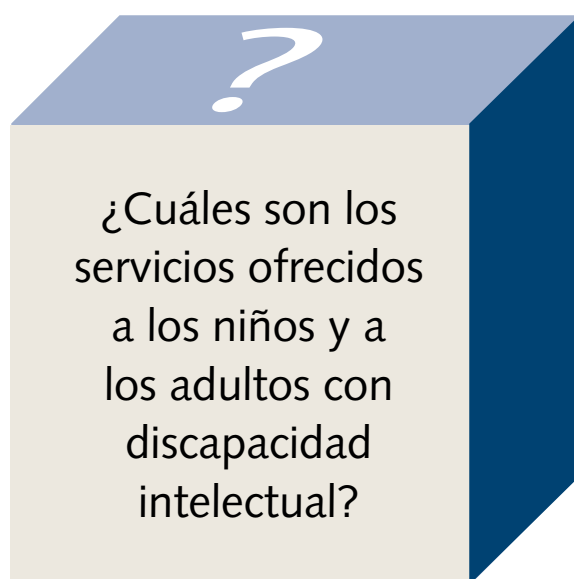 ?
¿Cuáles son los
servicios ofrecidos
a los niños y a
los adultos con
discapacidad
intelectual?